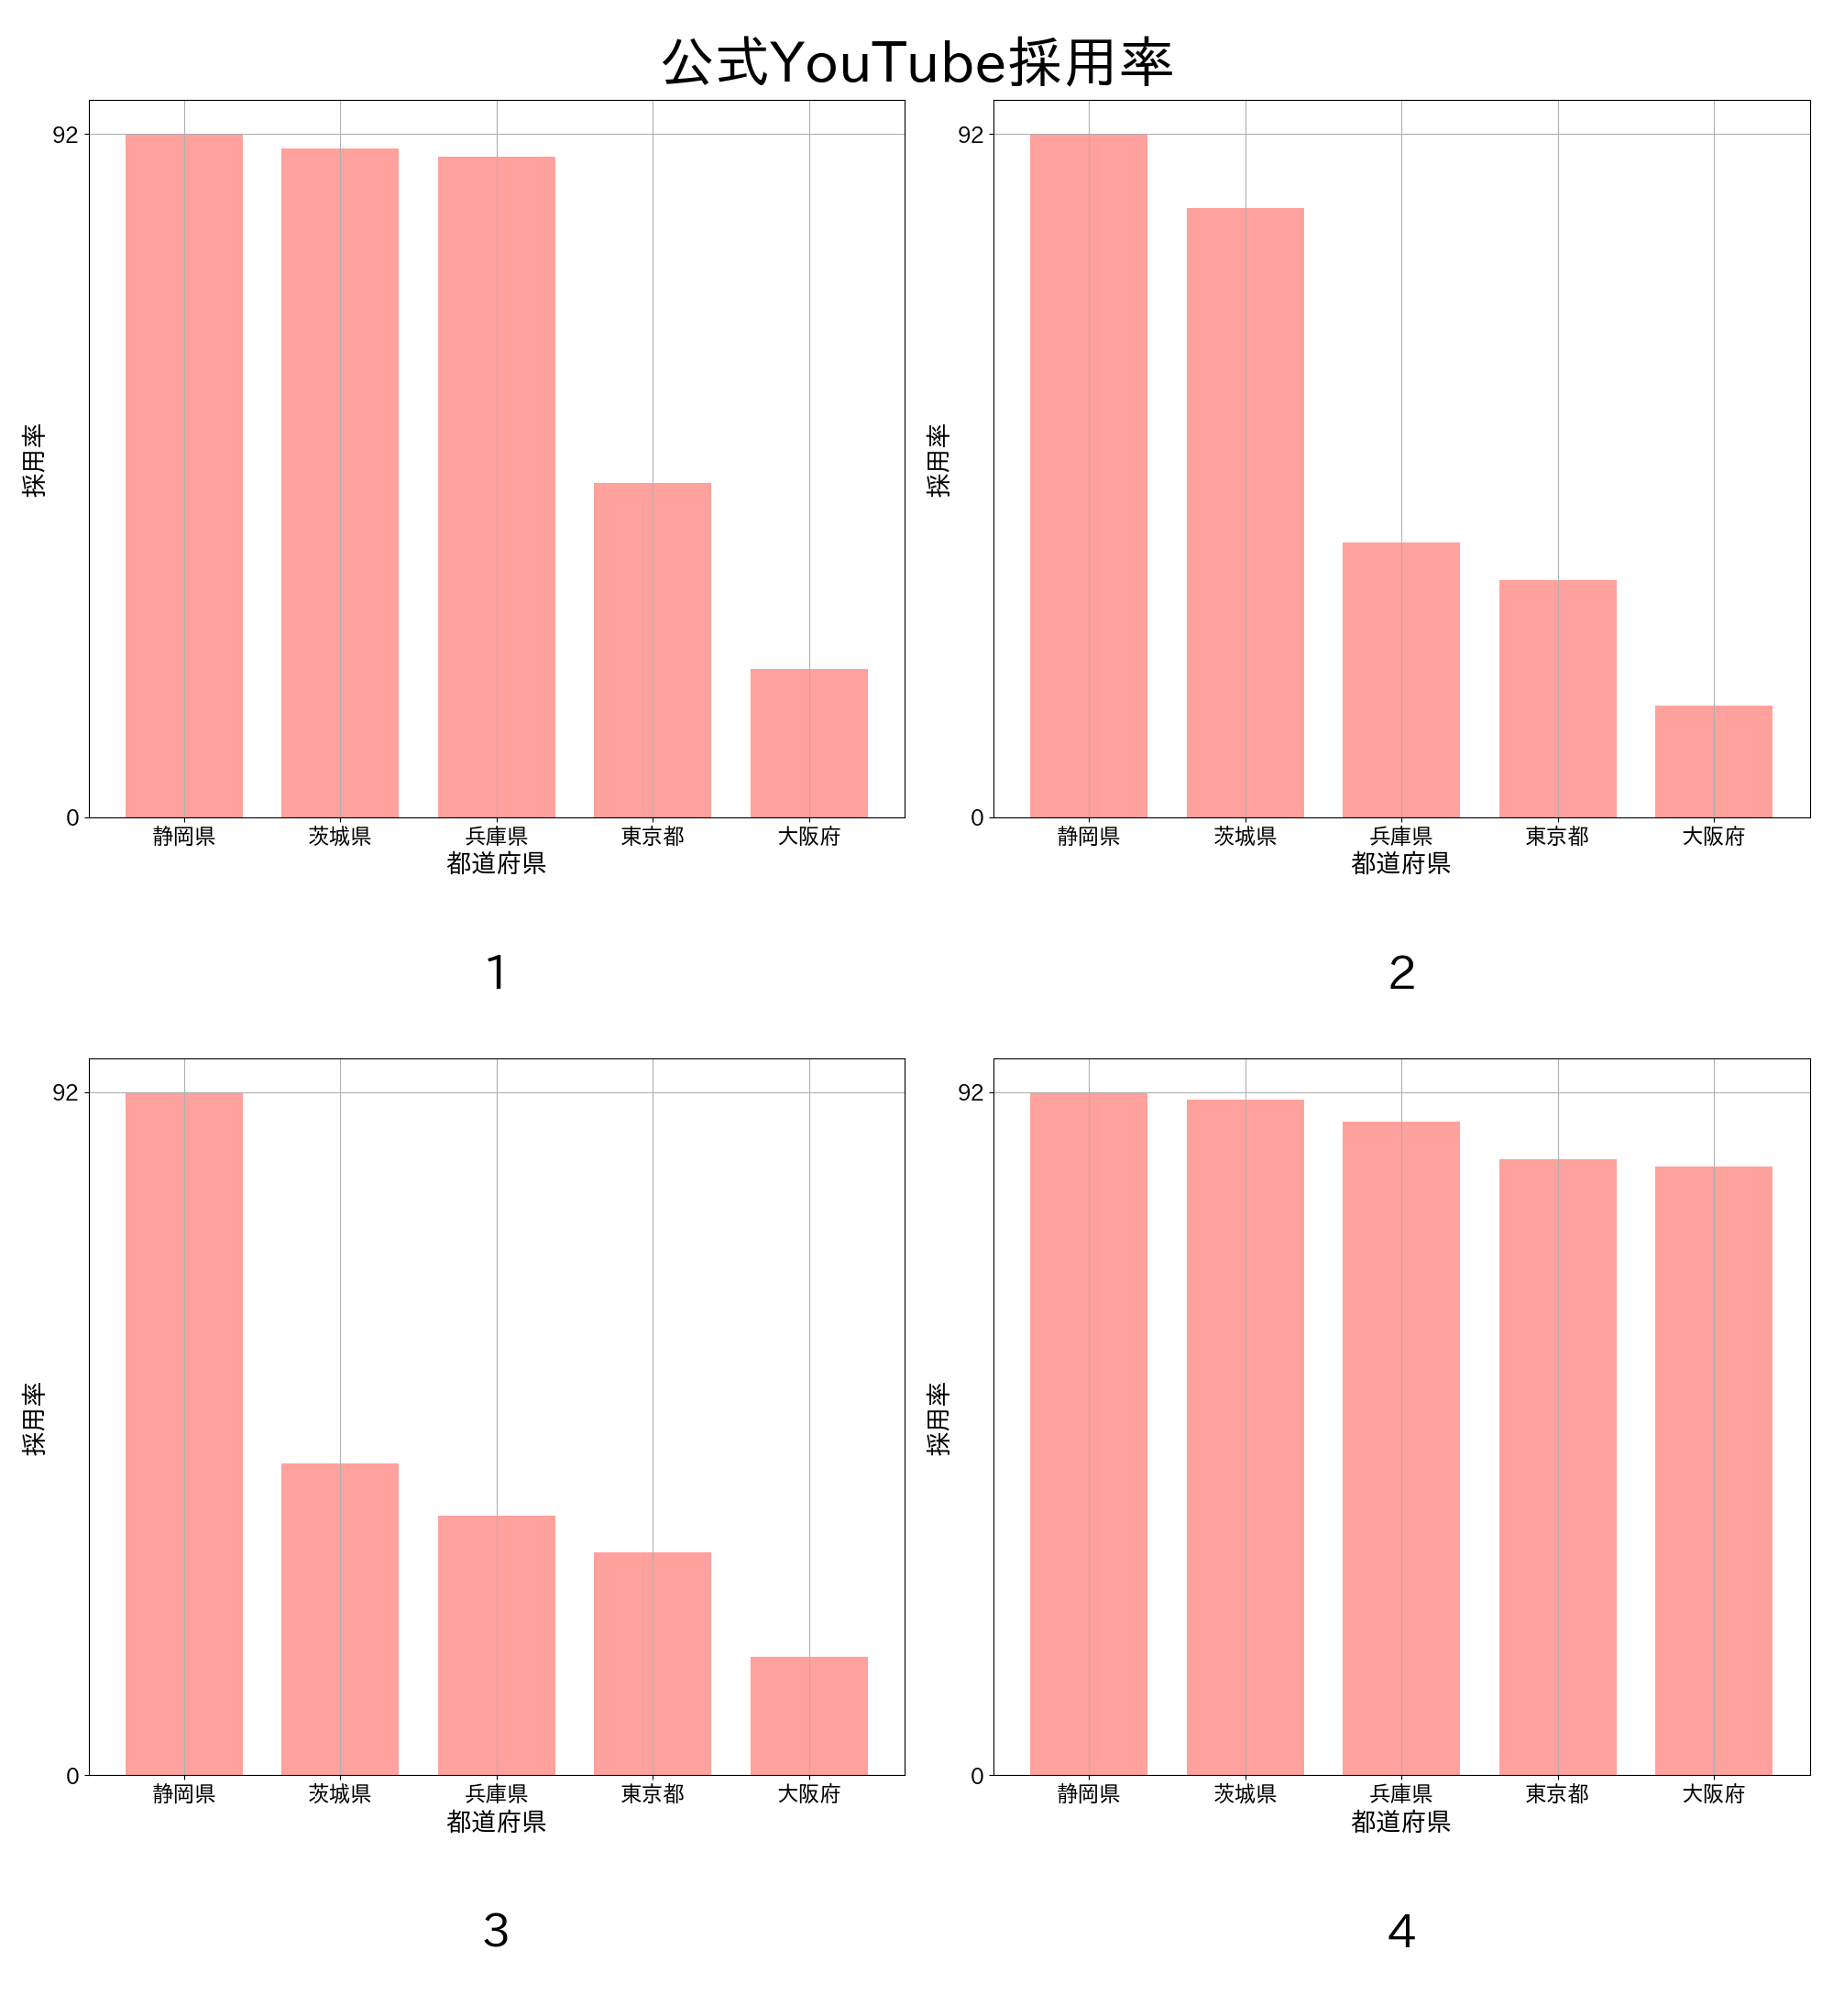 公式YouTube採用率
92
採用率
0
静岡県 茨城県 兵庫県 東京都 大阪府
都道府県
1
92
採用率
0
静岡県 茨城県 兵庫県 東京都 大阪府
都道府県
2
92
採用率
0
静岡県 茨城県 兵庫県 東京都 大阪府
都道府県
3
92
採用率
0
静岡県 茨城県 兵庫県 東京都 大阪府
都道府県
4